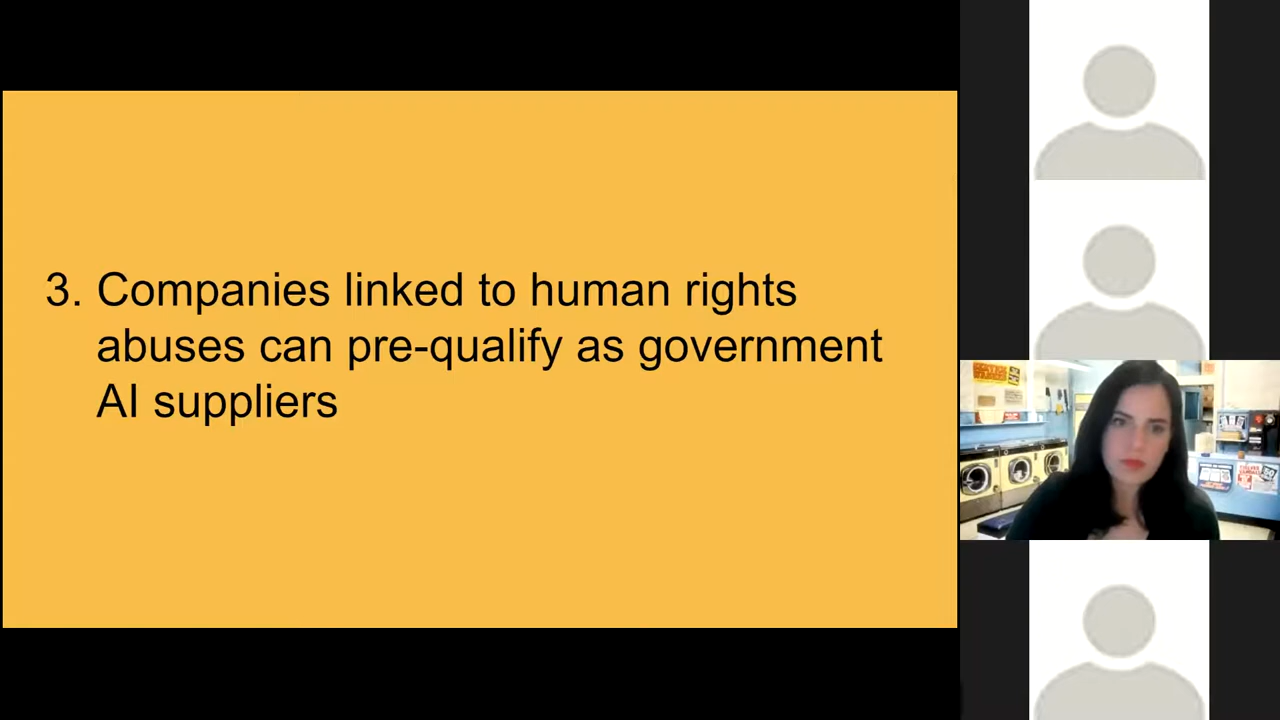 3. Companies linked to human rights
abuses can pre-qualify as government
AI suppliers